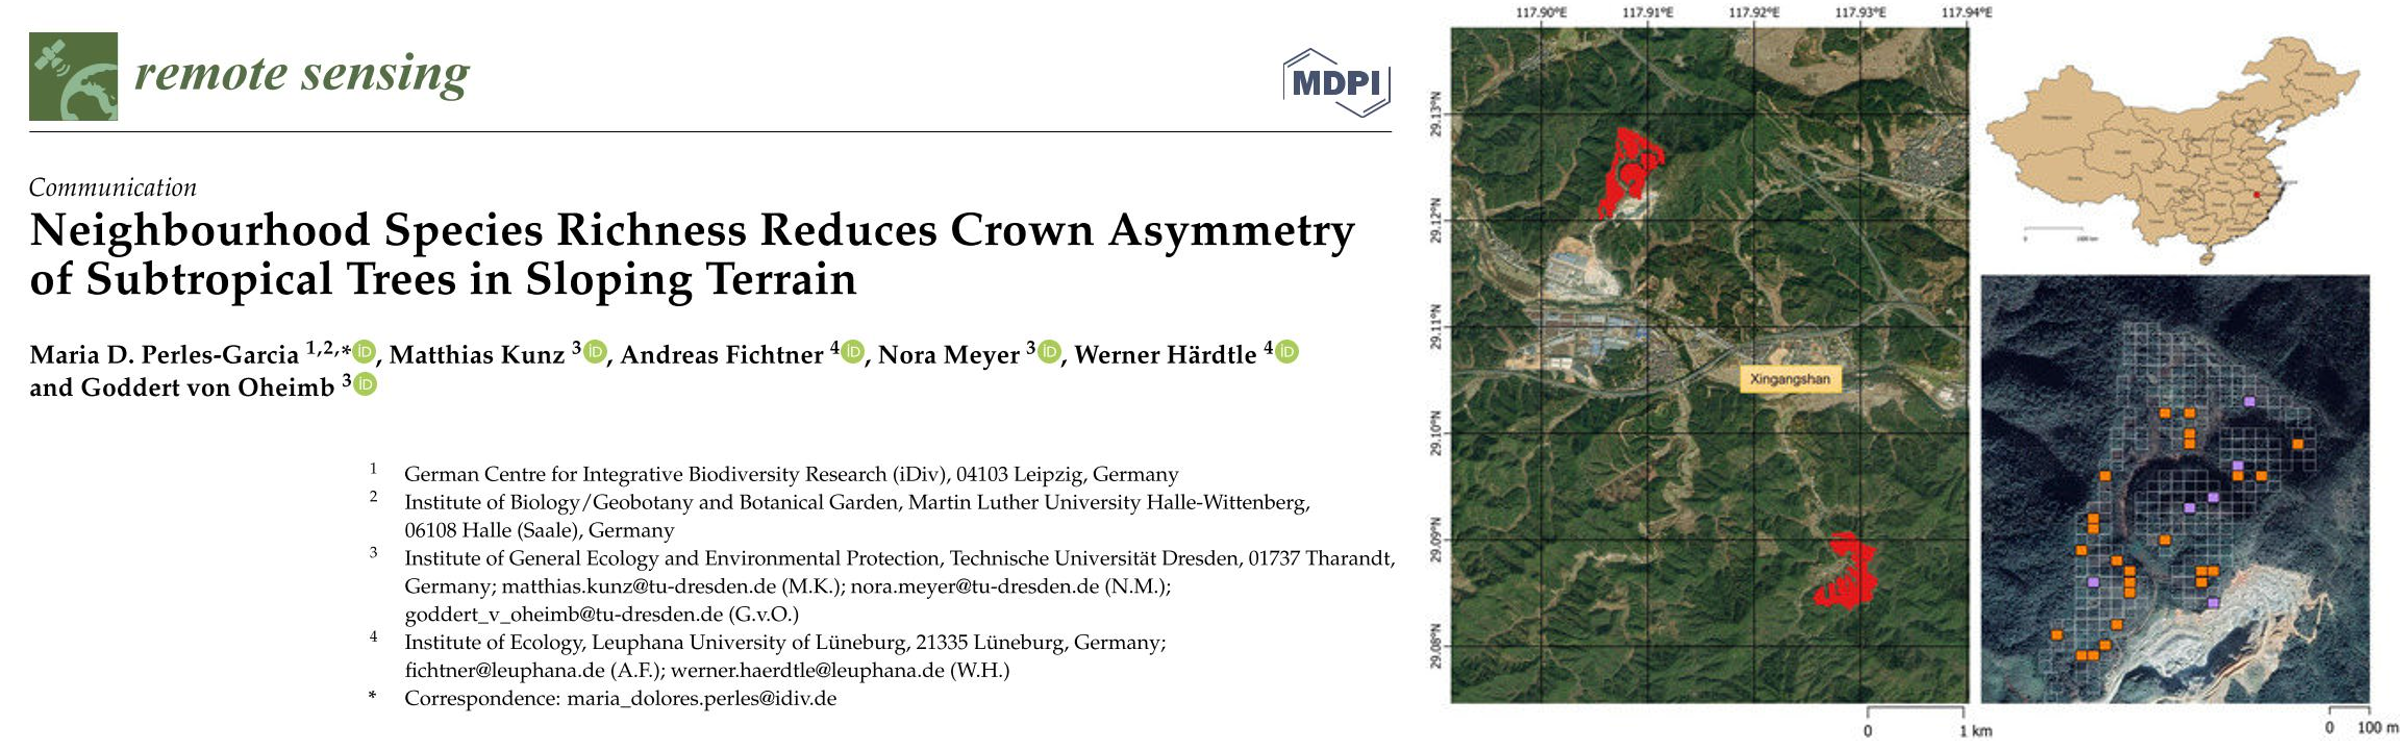 remote sensing
MDPI
Communication
Neighbourhood Species Richness Reduces Crown Asymmetry
of Subtropical Trees in Sloping Terrain
Maria D. Perles-Garcia 1,2,* iD, Matthias Kunz 3 iD, Andreas Fichtner 4 iD, Nora Meyer 3 iD, Werner Härdtle 4 iD
and Goddert von Oheimb 3 iD
1 German Centre for Integrative Biodiversity Research (iDiv), 04103 Leipzig, Germany
2 Institute of Biology/Geobotany and Botanical Garden, Martin Luther University Halle-Wittenberg,
06108 Halle (Saale), Germany
3 Institute of General Ecology and Environmental Protection, Technische Universität Dresden, 01737 Tharandt,
Germany; matthias.kunz@tu-dresden.de (M.K.); nora.meyer@tu-dresden.de (N.M.);
goddert_v_oheimb@tu-dresden.de (G.v.O.)
4 Institute of Ecology, Leuphana University of Lüneburg, 21335 Lüneburg, Germany;
fichtner@leuphana.de (A.F.); werner.haerdtle@leuphana.de (W.H.)
* Correspondence: maria_dolores.perles@idiv.de
117.90°E 117.91°E 117.92°E 117.93°E 117.94°E
29.13°N
29.12°N
29.11°N
29.10°N
29.09°N
29.08°N
Xingangshan
0 1 km
0 100 m